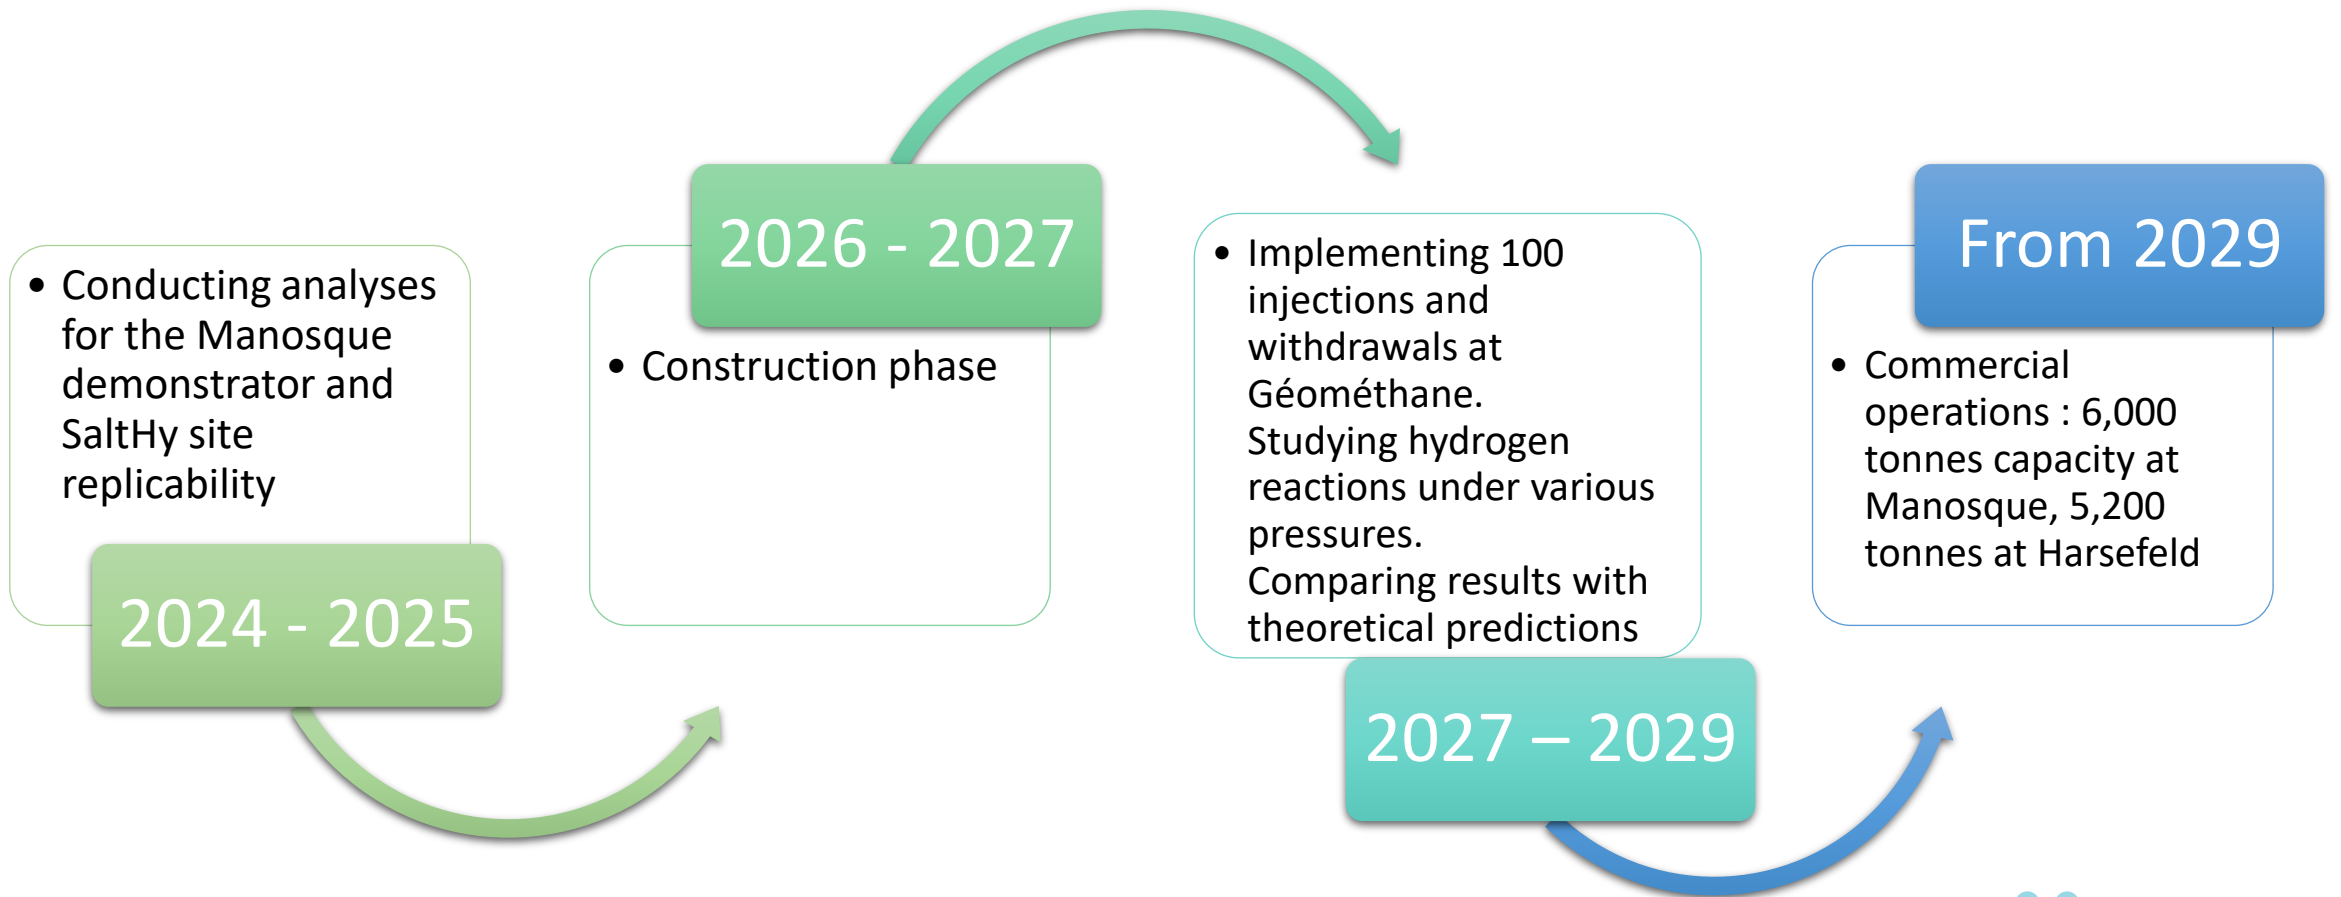 • Conducting analyses
for the Manosque
demonstrator and
SaltHy site
replicability
2024 - 2025
2026 - 2027
• Construction phase
• Implementing 100
injections and
withdrawals at
Géométhane.
Studying hydrogen
reactions under various
pressures.
Comparing results with
theoretical predictions
2027 – 2029
From 2029
• Commercial
operations : 6,000
tonnes capacity at
Manosque, 5,200
tonnes at Harsefeld